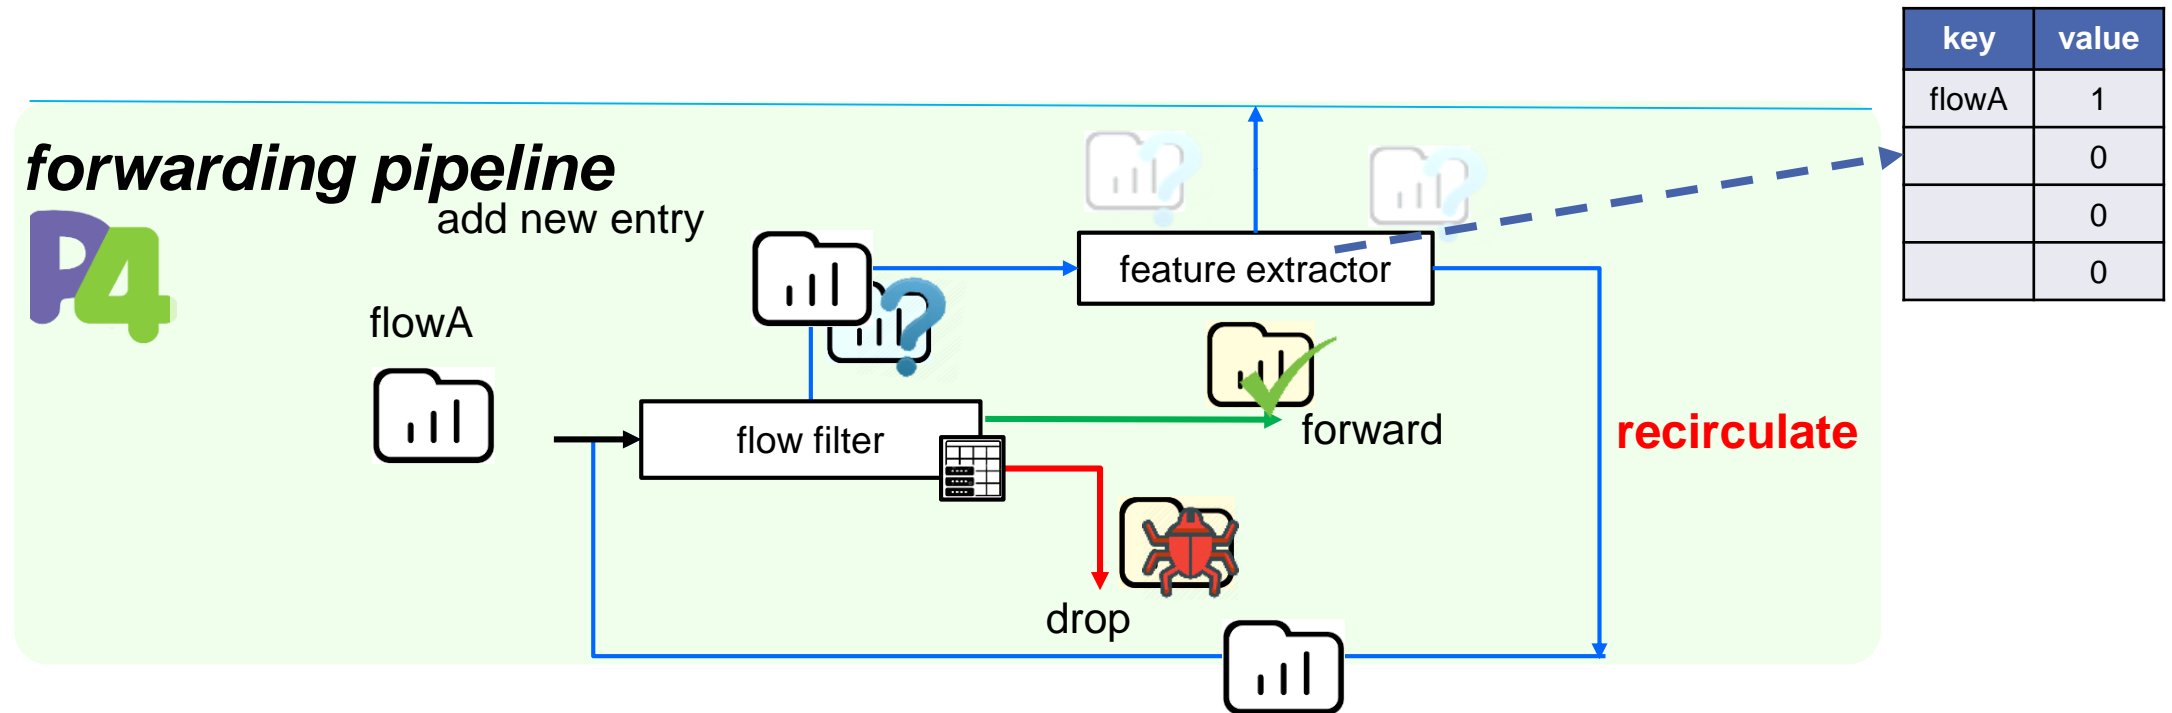 key value
flowA 1
0
0
0
forwarding pipeline
P4
add new entry
feature extractor
flowA
flow filter
forward
recirculate
drop